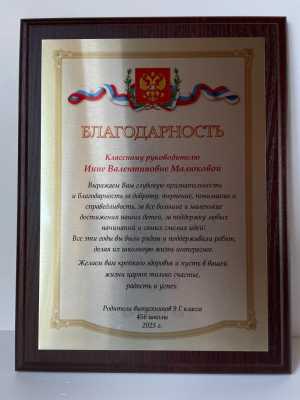 БЛАГОДАРНОСТЬ
Классному руководителю
Инне Валентиновне Малюковой
Выражаем Вам глубокую признательность
и благодарность за доброту, терпение, понимание и
справедливость, за все большие и маленькие
достижения наших детей, за поддержку любых
начинаний и самых смелых идей!
Все эти годы вы были рядом и поддерживали ребят,
делая их школьную жизнь интересне.
Желаем вам крепкого здоровья и пусть в вашей
жизни царят только счастье,
радость и успех.
Родители выпускников 9 Г класса
456 школы
2025 г.